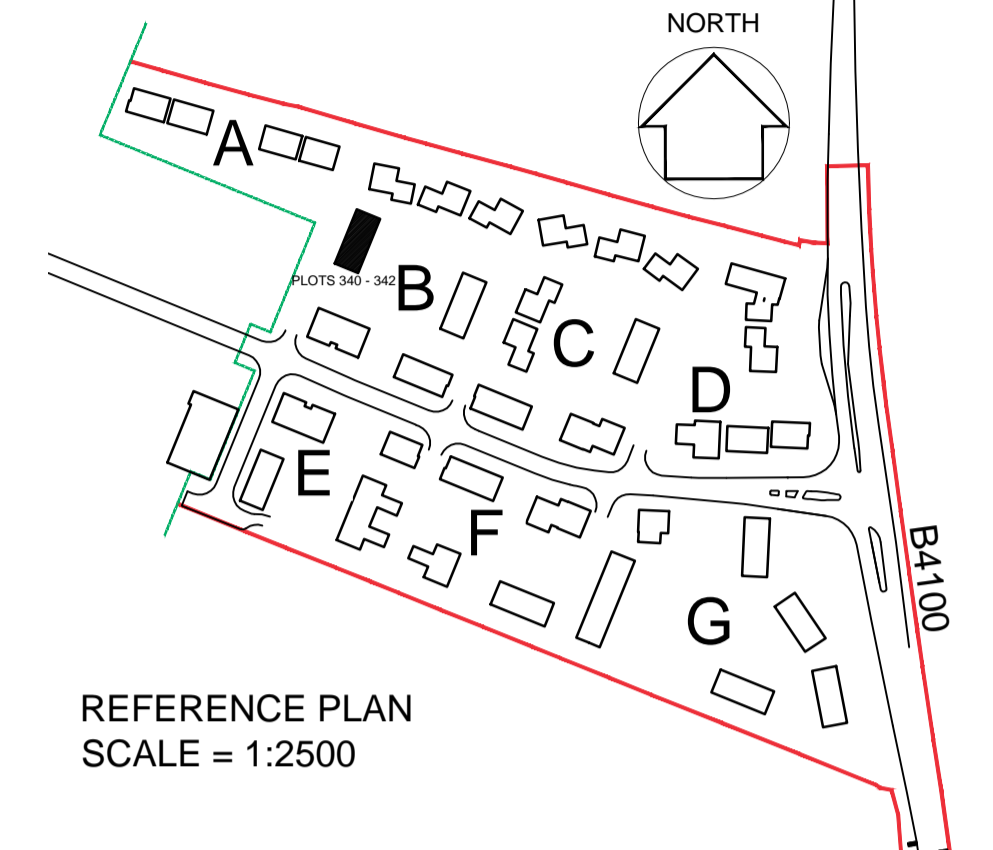 NORTH
A
PLOTS 340 - 342
B
C
D
E
F
G
B4100
REFERENCE PLAN
SCALE = 1:2500